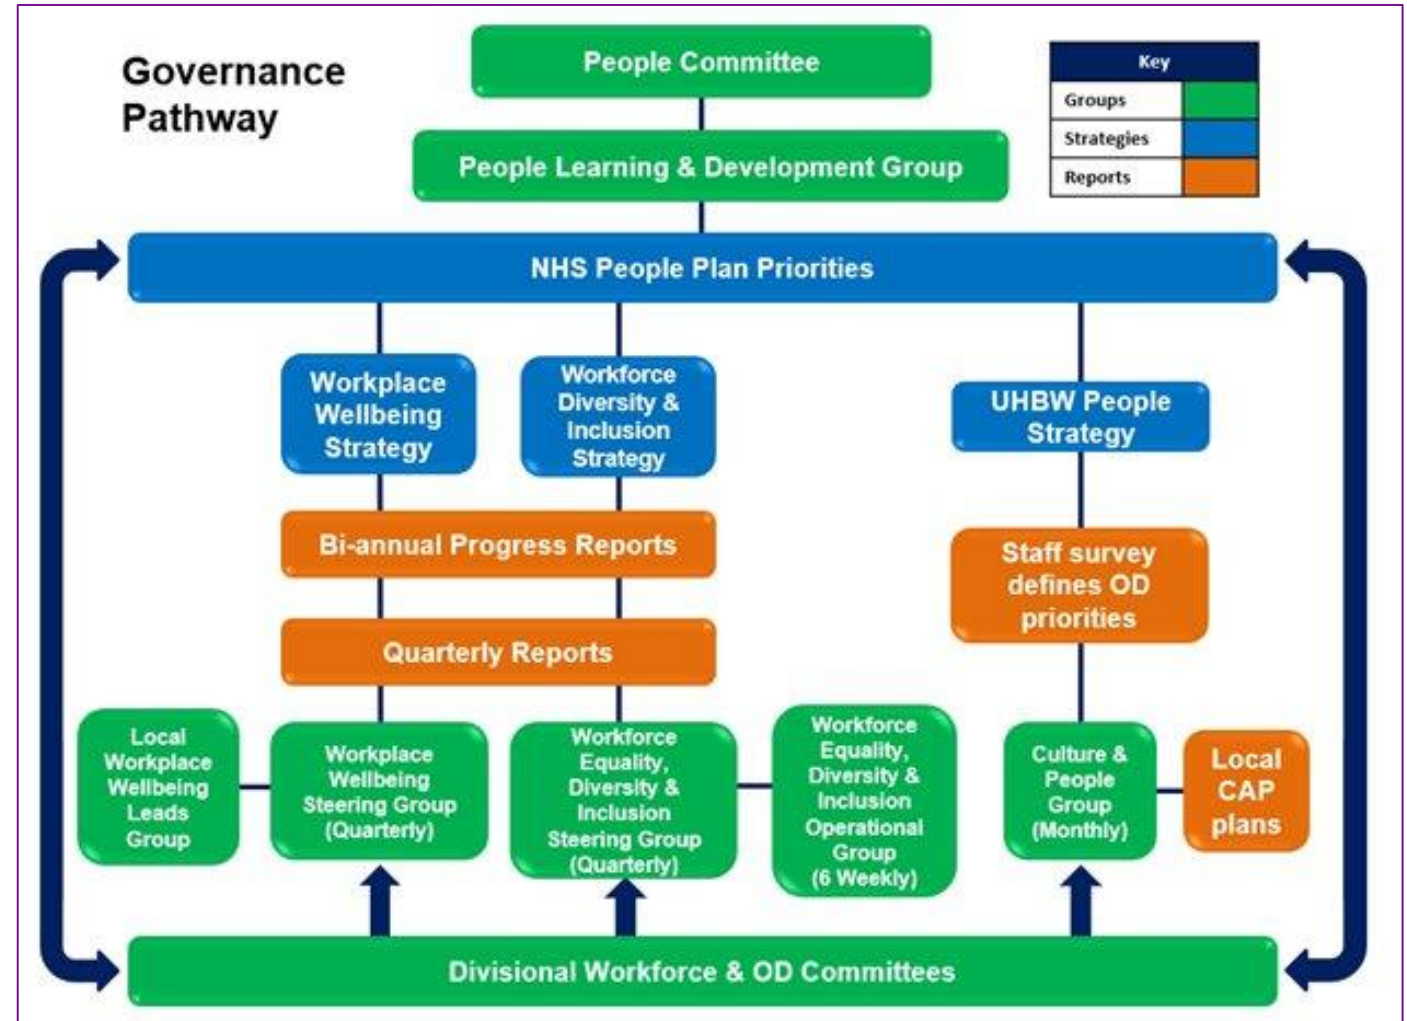 Governance
Pathway
People Committee
Key
Groups
Strategies
Reports
People Learning & Development Group
NHS People Plan Priorities
Workplace
Wellbeing
Strategy
Workforce
Diversity &
Inclusion
Strategy
UHBW People
Strategy
Bi-annual Progress Reports
Staff survey
defines OD
priorities
Quarterly Reports
Local
Workplace
Wellbeing
Leads
Group
Workplace
Wellbeing
Steering Group
(Quarterly)
Workforce
Equality,
Diversity &
Inclusion
Steering Group
(Quarterly)
Workforce
Equality,
Diversity &
Inclusion
Operational
Group
(6 Weekly)
Culture &
People
Group
(Monthly)
Local
CAP
plans
Divisional Workforce & OD Committees